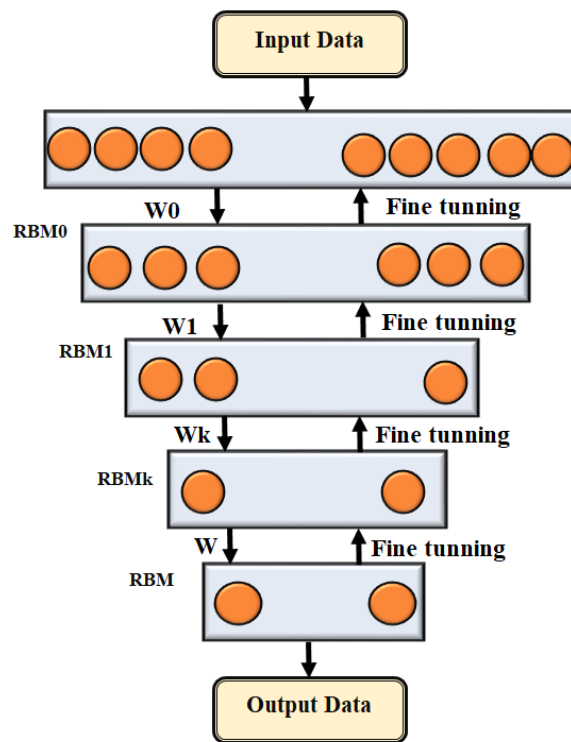 Input Data
W0
Fine tunning
RBM0
W1
Fine tunning
RBM1
Wk
Fine tunning
RBMk
W
Fine tunning
RBM
Output Data